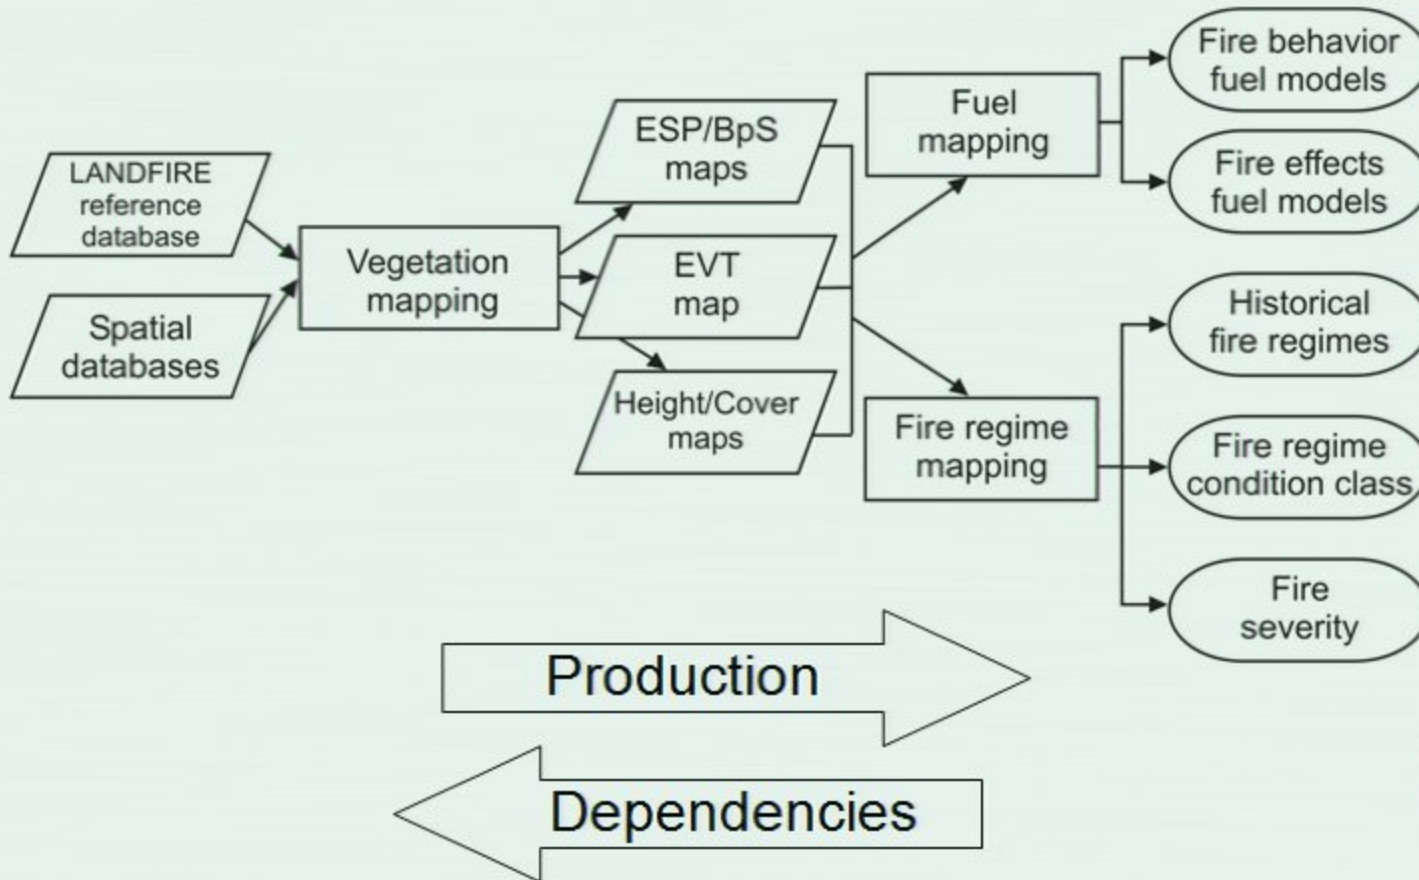 LANDFIRE
reference
database
Spatial
databases
Vegetation
mapping
ESP/BpS
maps
EVT
map
Height/Cover
maps
Fuel
mapping
Fire regime
mapping
Fire behavior
fuel models
Fire effects
fuel models
Historical
fire regimes
Fire regime
condition class
Fire
severity
Production
Dependencies